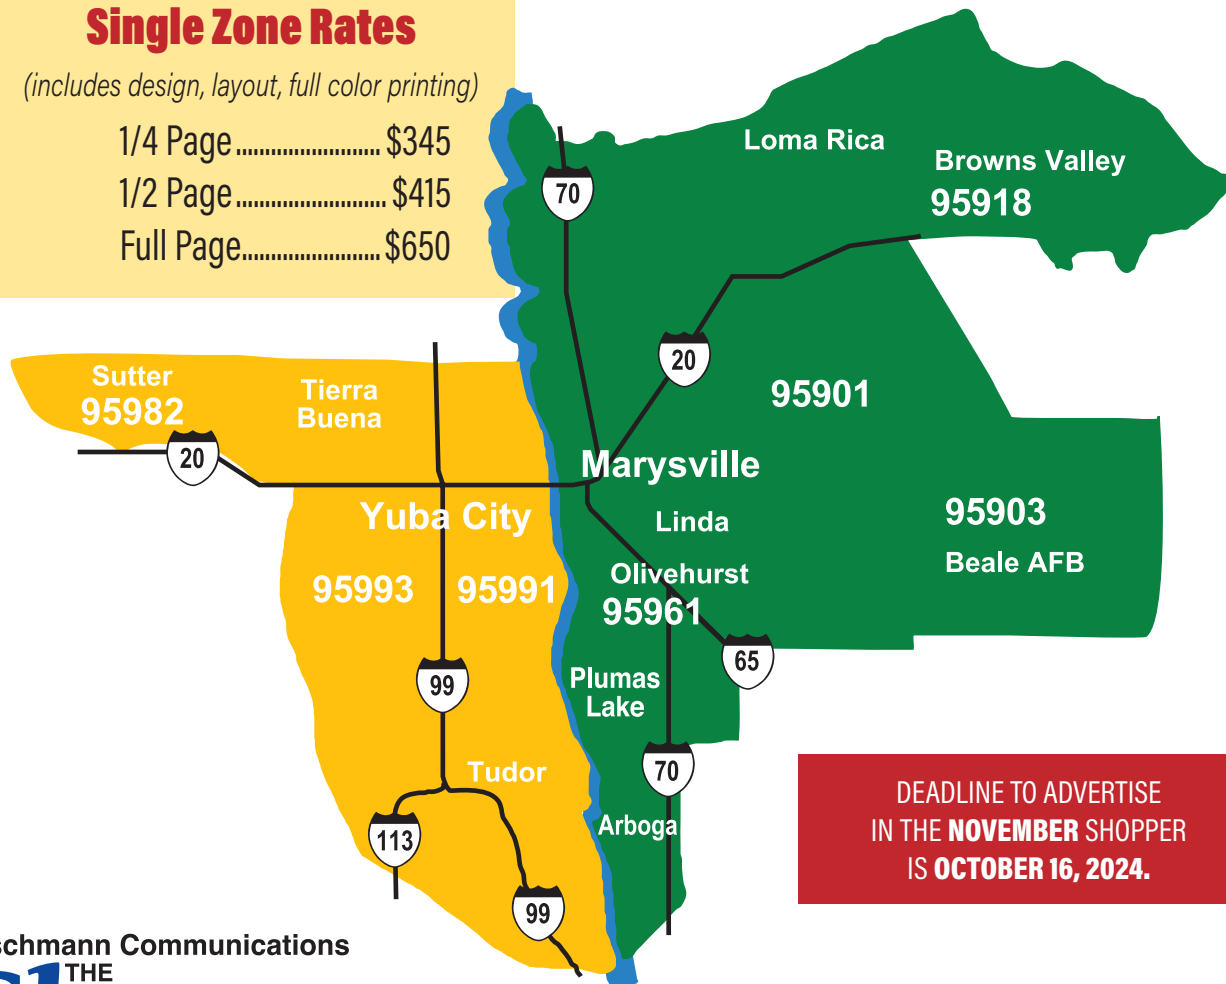 Single Zone Rates
(includes design, layout, full color printing)
1/4 Page......................... $345
1/2 Page.......................... $415
Full Page........................ $650
Loma Rica
Browns Valley
95918
70
20
95901
Sutter
95982
Tierra
Buena
20
Marysville
Yuba City
Linda
95903
Beale AFB
95993
95991
Olivehurst
95961
65
99
Plumas
Lake
70
Tudor
Arboga
113
99
DEADLINE TO ADVERTISE
IN THE NOVEMBER SHOPPER
IS OCTOBER 16, 2024.
Communications
THE